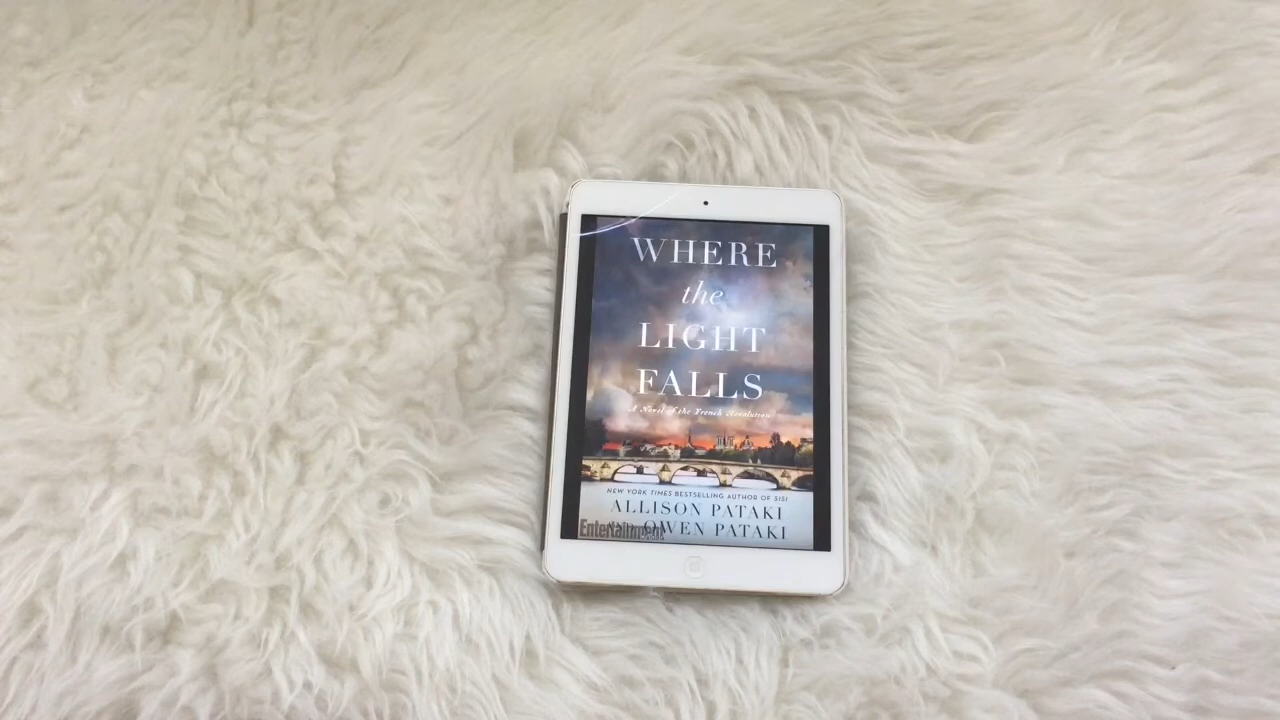 WHERE
the
LIGHT
FALLS
A Novel of the French Revolution
NEW YORK TIMES BESTSELLING AUTHOR OF SISI
ALLISON PATAKI
OWEN PATAKI
Entertainment